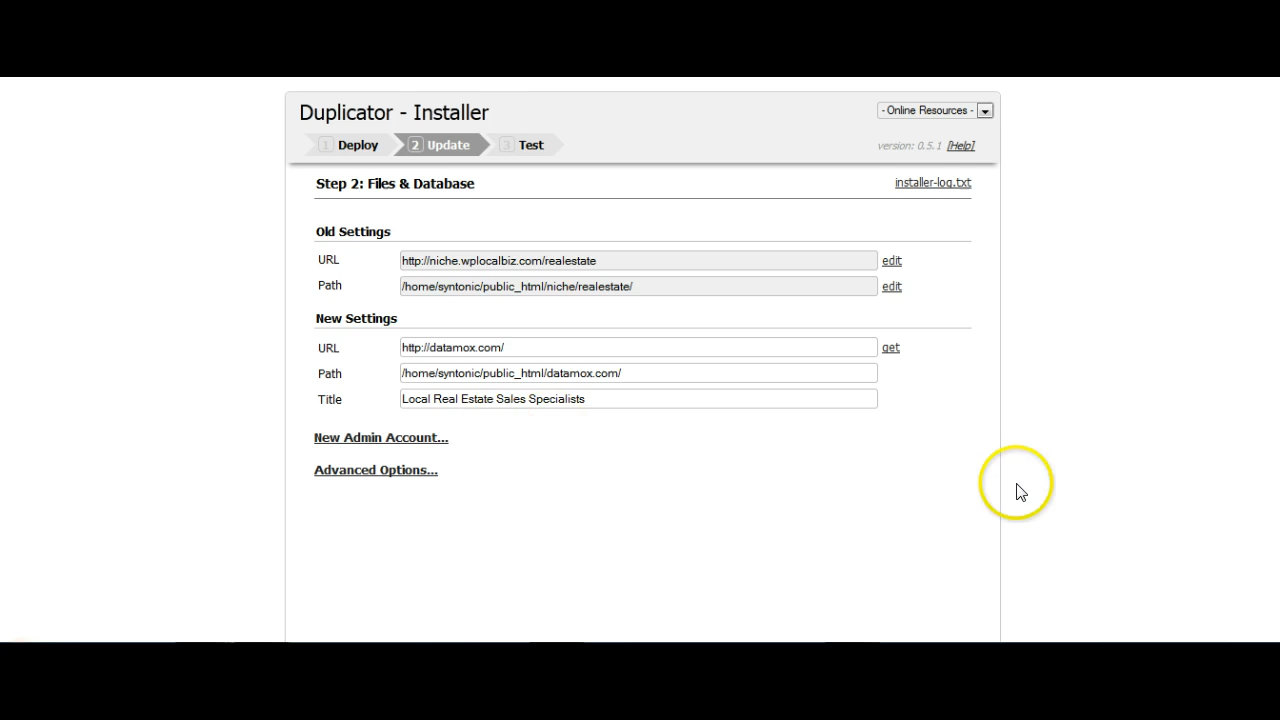 Duplicator - Installer
- Online Resources -
1 Deploy 2 Update 3 Test
version: 0.5.1 [Help]
Step 2: Files & Database
installer-log.txt
Old Settings
URL http://niche.wplocalbiz.com/realestate edit
Path /home/syntonic/public_html/niche/realestate/ edit
New Settings
URL http://datamox.com/ get
Path /home/syntonic/public_html/datamox.com/
Title Local Real Estate Sales Specialists
New Admin Account...
Advanced Options...